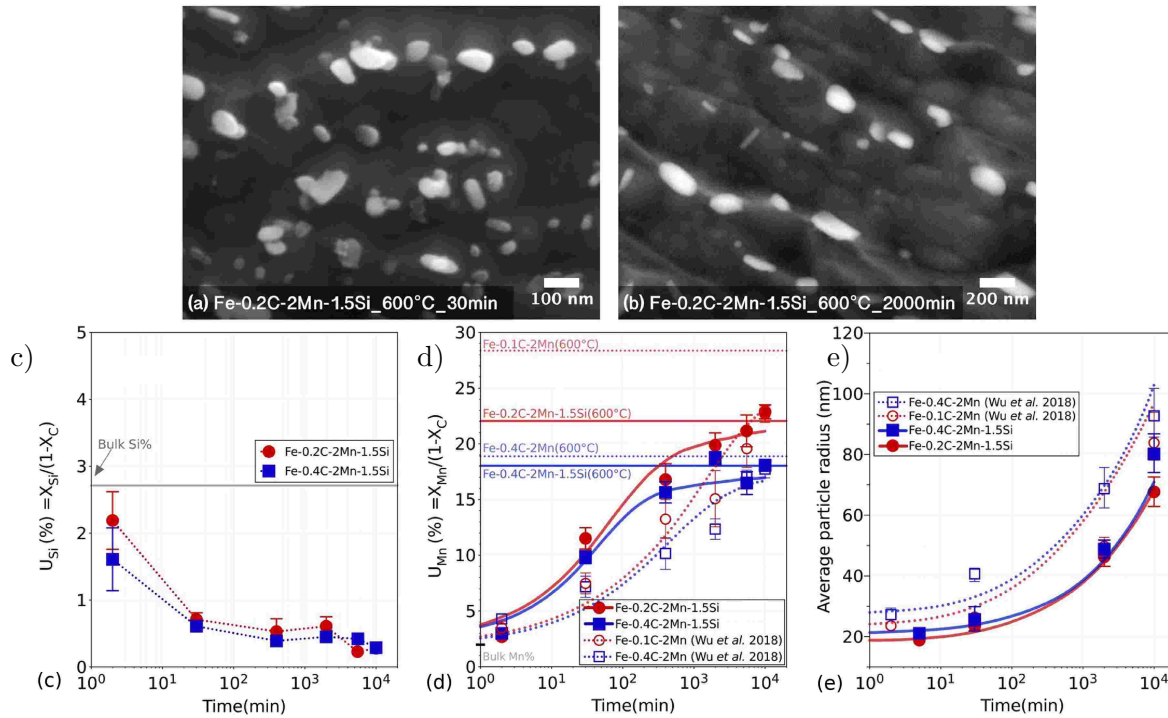 (a) Fe-0.2C-2Mn-1.5Si_600°C_30min
100 nm
(b) Fe-0.2C-2Mn-1.5Si_600°C_2000min
200 nm
c)
U_Si (%) =X_Si/(1-X_C)
5
4
3
2
1
0
Bulk Si%
Fe-0.2C-2Mn-1.5Si
Fe-0.4C-2Mn-1.5Si
(c)
10^0 10^1 10^2 10^3 10^4
Time(min)
d)
U_Mn (%) =X_Mn/(1-X_C)
30
25
20
15
10
5
0
Fe-0.1C-2Mn(600°C)
Fe-0.2C-2Mn-1.5Si(600°C)
Fe-0.4C-2Mn(600°C)
Fe-0.4C-2Mn-1.5Si(600°C)
Fe-0.2C-2Mn-1.5Si
Fe-0.4C-2Mn-1.5Si
Fe-0.1C-2Mn (Wu et al. 2018)
Fe-0.4C-2Mn (Wu et al. 2018)
Bulk Mn%
(d)
10^0 10^1 10^2 10^3 10^4
Time(min)
e)
Average particle radius (nm)
120
100
80
60
40
20
Fe-0.4C-2Mn (Wu et al. 2018)
Fe-0.1C-2Mn (Wu et al. 2018)
Fe-0.4C-2Mn-1.5Si
Fe-0.2C-2Mn-1.5Si
(e)
10^0 10^1 10^2 10^3 10^4
Time(min)